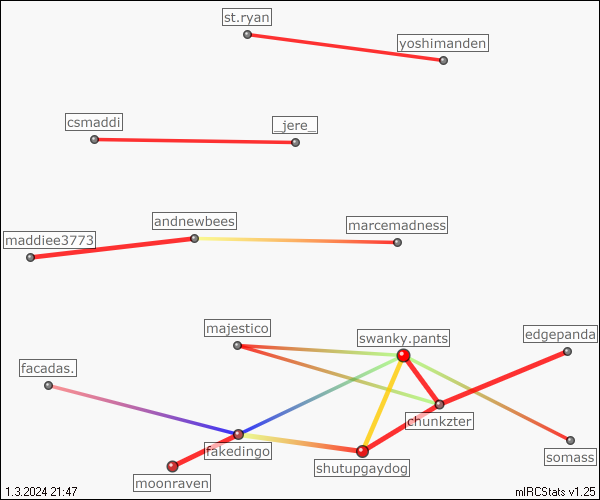 st.ryan
yoshimanden
csmaddi
_jere_
andnewbees
marcemadness
maddiee3773
majestico
swanky.pants
edgepanda
facadas.
chunkzter
fakedingo
somass
shutupgaydog
moonraven
1.3.2024 21:47
mIRCStats v1.25